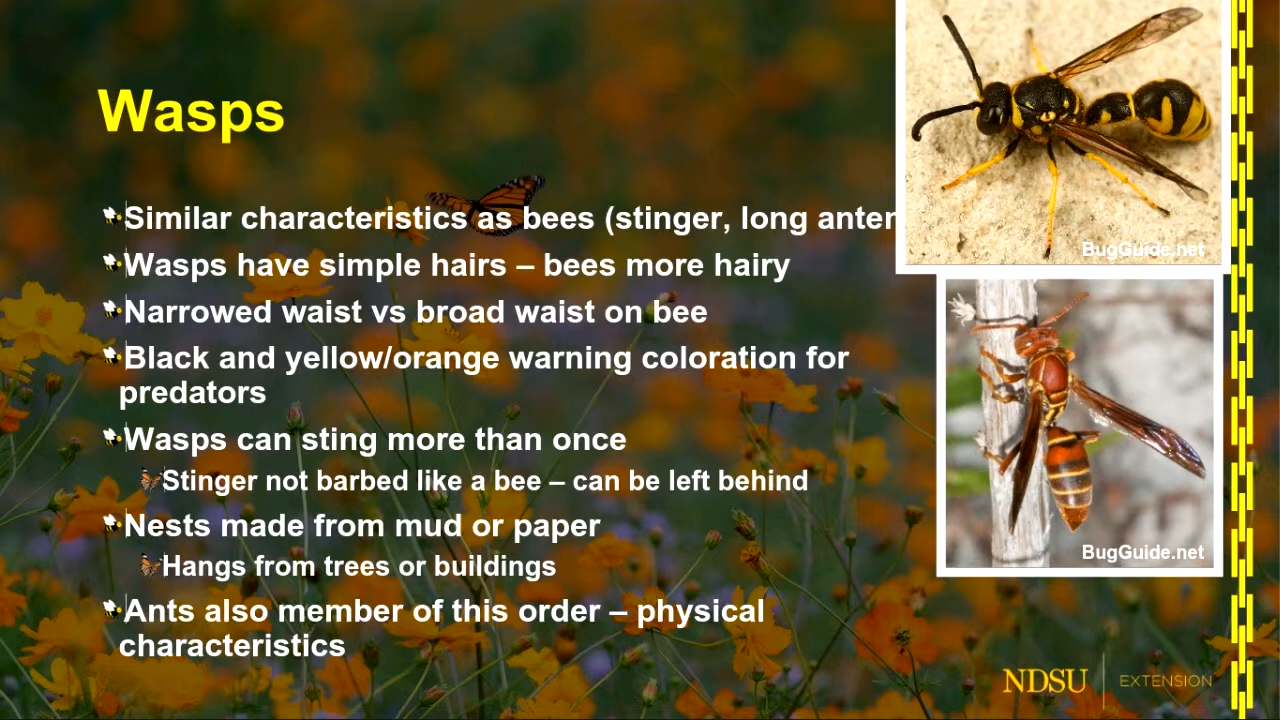 Wasps
Similar characteristics as bees (stinger, long
Wasps have simple hairs – bees more hairy
Narrowed waist vs broad waist on bee
Black and yellow/orange warning coloration for
predators
Wasps can sting more than once
Stinger not barbed like a bee – can be left behind
Nests made from mud or paper
Hangs from trees or buildings
Ants also member of this order – physical
characteristics
BugGuide.net
BugGuide.net
NDSU EXTENSION